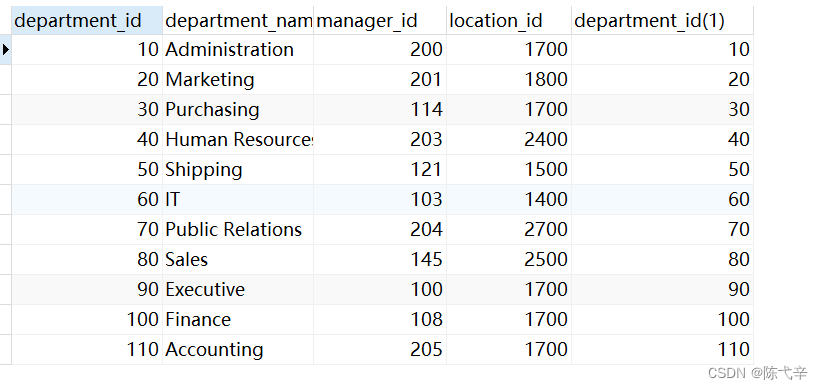 department_id department_nam manager_id location_id department_id(1)
10 Administration 200 1700 10
20 Marketing 201 1800 20
30 Purchasing 114 1700 30
40 Human Resources 203 2400 40
50 Shipping 121 1500 50
60 IT 103 1400 60
70 Public Relations 204 2700 70
80 Sales 145 2500 80
90 Executive 100 1700 90
100 Finance 108 1700 100
110 Accounting 205 1700 110
CSDN @陈弋辛